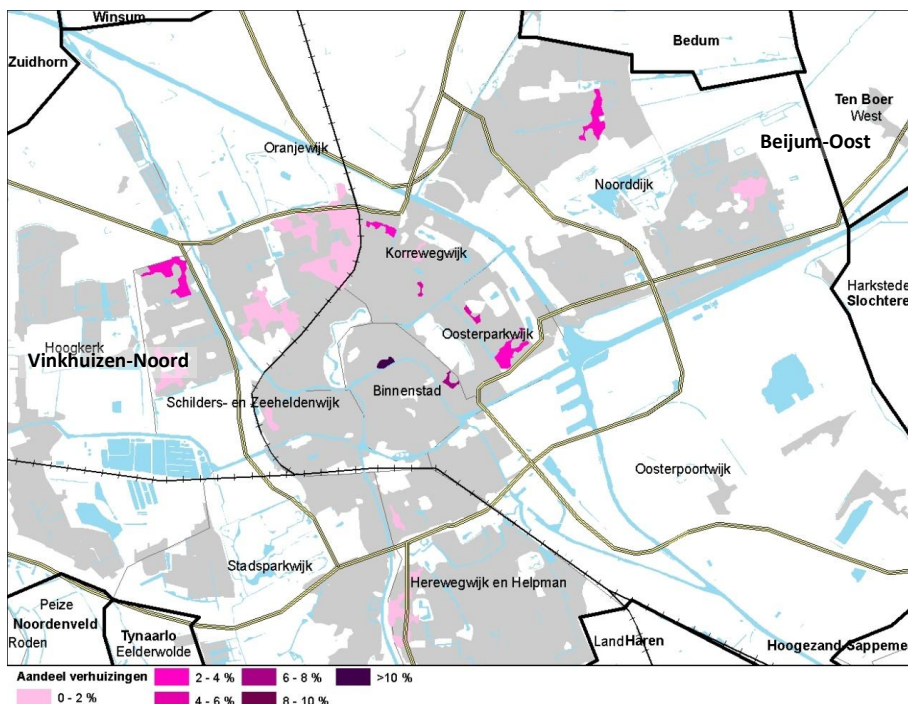 Winsum
Bedum
Zuidhorn
Ten Boer
West
Beijum-Oost
Oranjewijk
Noorddijk
Korrewegwijk
Harkstede
Slochtere
Hoogkerk
Oosterparkwijk
Vinkhuizen-Noord
Binnenstad
Schilders- en Zeeheldenwijk
Oosterpoortwijk
Stadsparkwijk
Herewegwijk en Helpman
Peize
Noordenveld
Roden
Tynaarlo
Eelderwolde
Land Haren
Hoogezand-Sappeme
Aandeel verhuizingen
0 - 2 %
2 - 4 %
4 - 6 %
6 - 8 %
8 - 10 %
>10 %